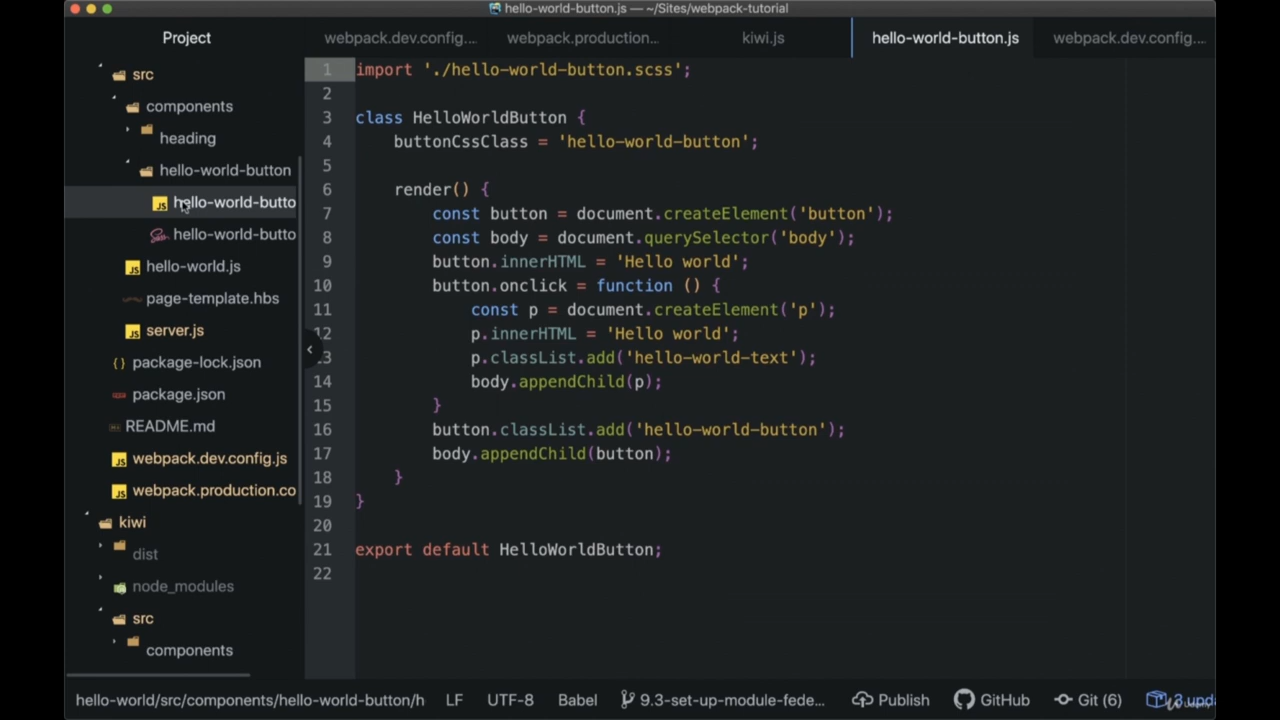 hello-world-button.js — ~/Sites/webpack-tutorial
Project
webpack.dev.config.... webpack.production... kiwi.js hello-world-button.js webpack.dev.config....
src
components
heading
hello-world-button
hello-world-butto
hello-world-butto
hello-world.js
page-template.hbs
server.js
package-lock.json
package.json
README.md
webpack.dev.config.js
webpack.production.co
kiwi
dist
node_modules
src
components
1 import './hello-world-button.scss';
2
3 class HelloWorldButton {
4 buttonCssClass = 'hello-world-button';
5
6 render() {
7 const button = document.createElement('button');
8 const body = document.querySelector('body');
9 button.innerHTML = 'Hello world';
10 button.onclick = function () {
11 const p = document.createElement('p');
12 p.innerHTML = 'Hello world';
13 p.classList.add('hello-world-text');
14 body.appendChild(p);
15 }
16 button.classList.add('hello-world-button');
17 body.appendChild(button);
18 }
19 }
20
21 export default HelloWorldButton;
22
hello-world/src/components/hello-world-button/h LF UTF-8 Babel 9.3-set-up-module-fede... Publish GitHub Git (6)